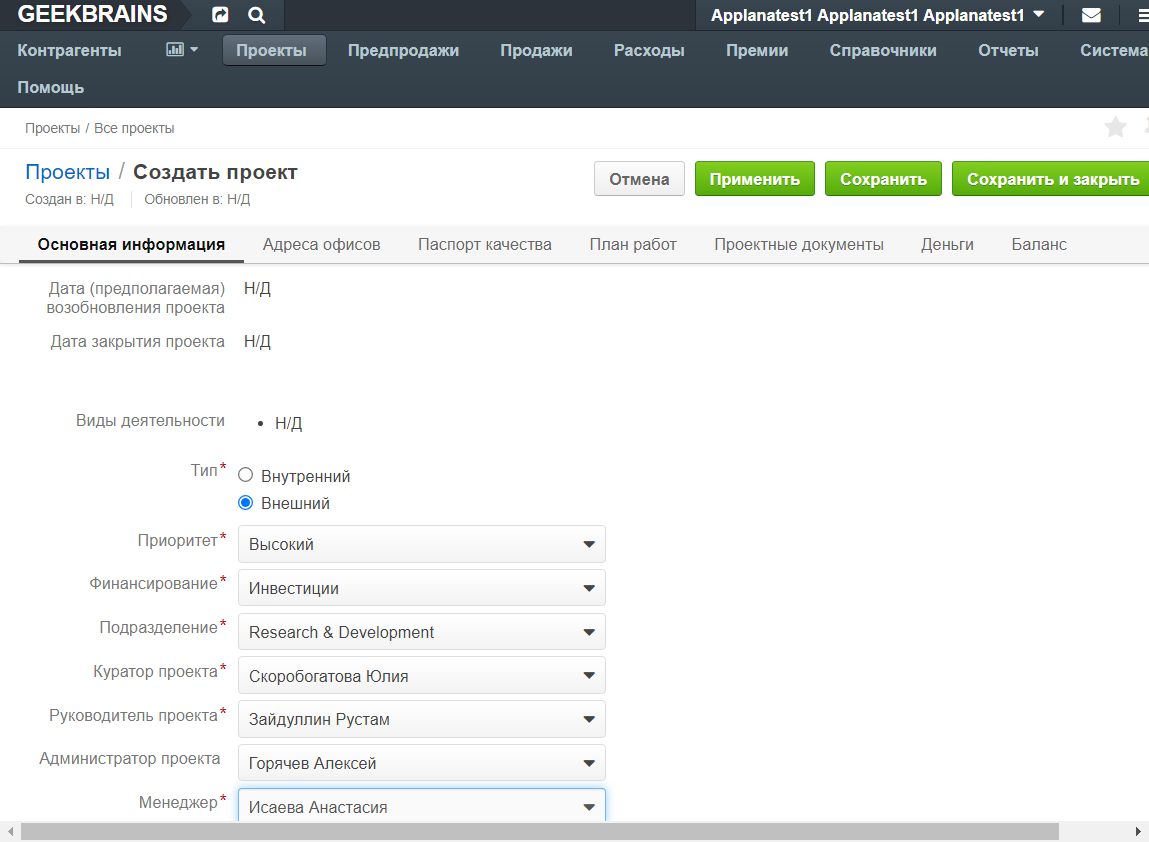 GEEKBRAINS
Applanatest1 Applanatest1 Applanatest1
Контрагенты Проекты Предпродажи Продажи Расходы Премии Справочники Отчеты Система
Помощь
Проекты / Все проекты
Проекты / Создать проект
Отмена Применить Сохранить Сохранить и закрыть
Создан в: Н/Д Обновлен в: Н/Д
Основная информация Адреса офисов Паспорт качества План работ Проектные документы Деньги Баланс
Дата (предполагаемая) Н/Д
возобновления проекта
Дата закрытия проекта Н/Д
Виды деятельности • Н/Д
Тип* Внутренний
Внешний
Приоритет* Высокий
Финансирование* Инвестиции
Подразделение* Research & Development
Куратор проекта* Скоробогатова Юлия
Руководитель проекта* Зайдуллин Рустам
Администратор проекта Горячев Алексей
Менеджер* Исаева Анастасия